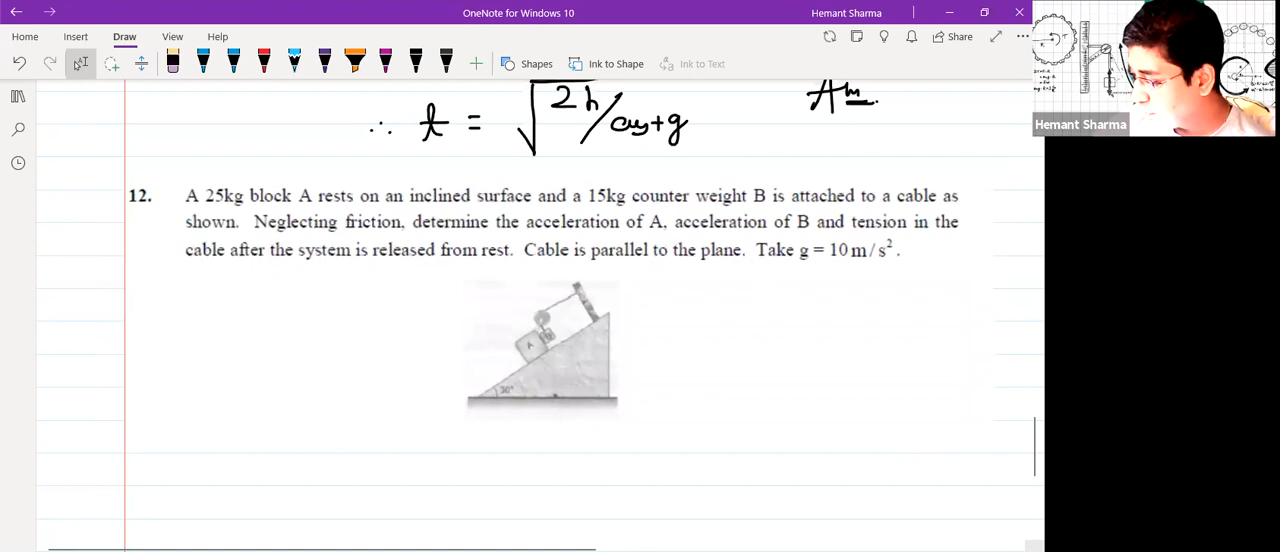 OneNote for Windows 10
Hemant Sharma
Home Insert Draw View Help
Share
Shapes Ink to Shape Ink to Text
∴ t = √2h/a+g
Hemant Sharma
12. A 25kg block A rests on an inclined surface and a 15kg counter weight B is attached to a cable as
shown. Neglecting friction, determine the acceleration of A, acceleration of B and tension in the
cable after the system is released from rest. Cable is parallel to the plane. Take g = 10 m/s².
A
30°